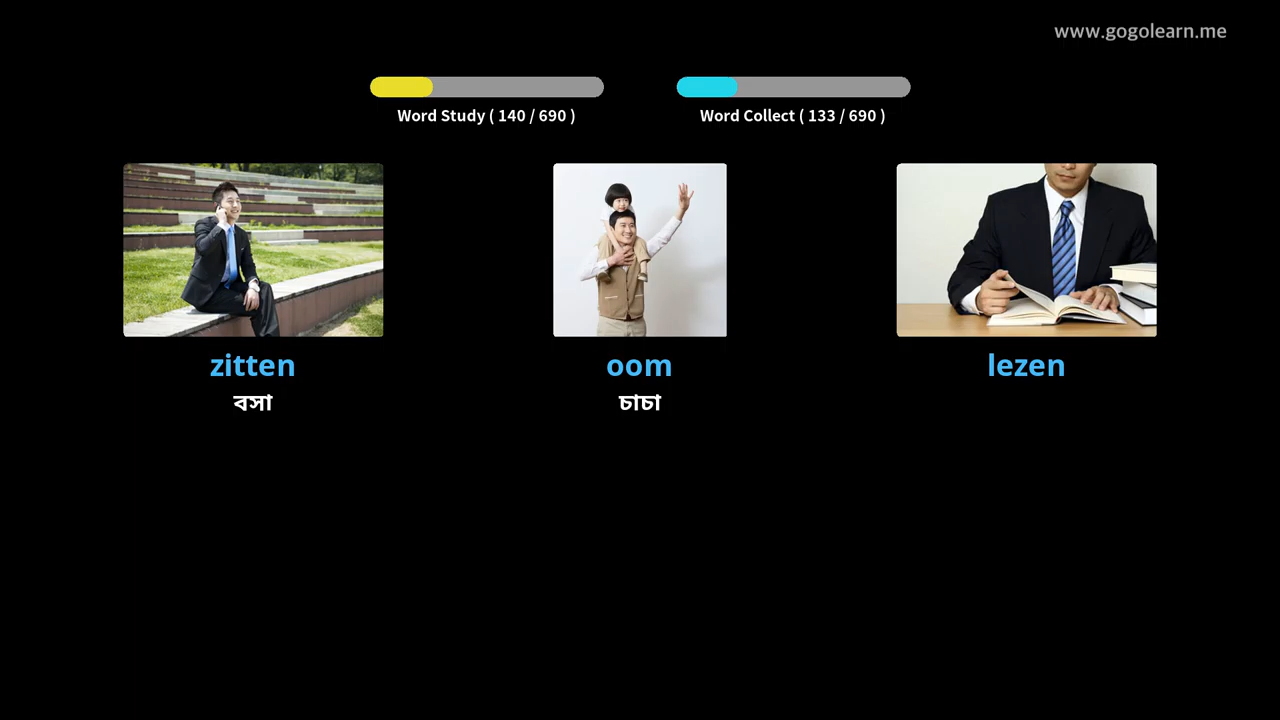 www.gogolearn.me
Word Study ( 140 / 690 )
Word Collect ( 133 / 690 )
zitten
oom
lezen
বসা
চাচা